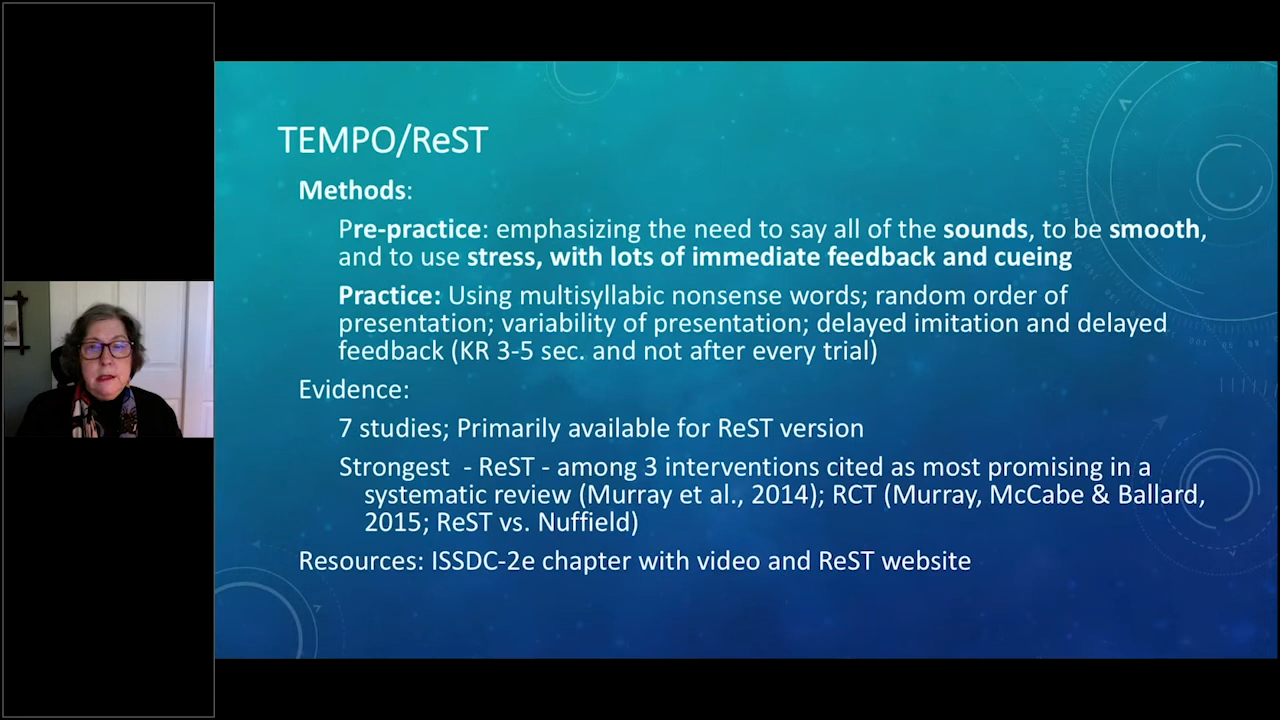 TEMPO/ReST
Methods:
Pre-practice: emphasizing the need to say all of the sounds, to be smooth,
and to use stress, with lots of immediate feedback and cueing
Practice: Using multisyllabic nonsense words; random order of
presentation; variability of presentation; delayed imitation and delayed
feedback (KR 3-5 sec. and not after every trial)
Evidence:
7 studies; Primarily available for ReST version
Strongest - ReST - among 3 interventions cited as most promising in a
systematic review (Murray et al., 2014); RCT (Murray, McCabe & Ballard,
2015; ReST vs. Nuffield)
Resources: ISSDC-2e chapter with video and ReST website